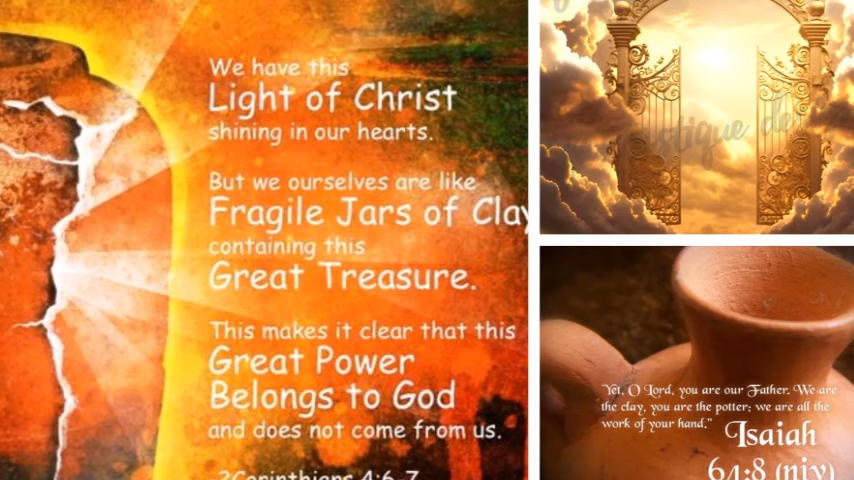 We have this
Light of Christ
shining in our hearts.
But we ourselves are like
Fragile Jars of Clay
containing this
Great Treasure.
This makes it clear that this
Great Power
Belongs to God
and does not come from us.
2Corinthians 4:6-7
stique de
Yet, O Lord, you are our Father. We are
the clay, you are the potter; we are all the
work of your hand."
Isaiah
64:8 (niv)